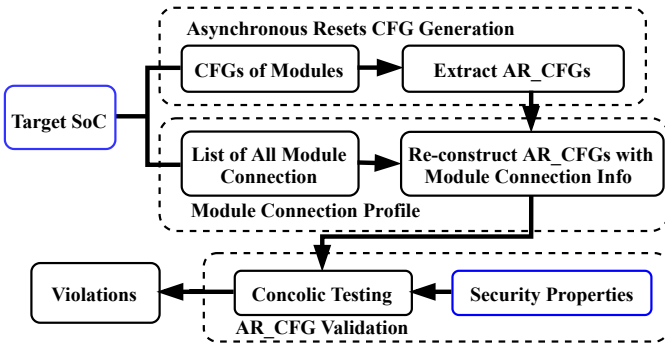 Asynchronous Resets CFG Generation
CFGs of Modules
Extract AR_CFGs
Target SoC
List of All Module
Connection
Re-construct AR_CFGs with
Module Connection Info
Module Connection Profile
Violations
Concolic Testing
Security Properties
AR_CFG Validation